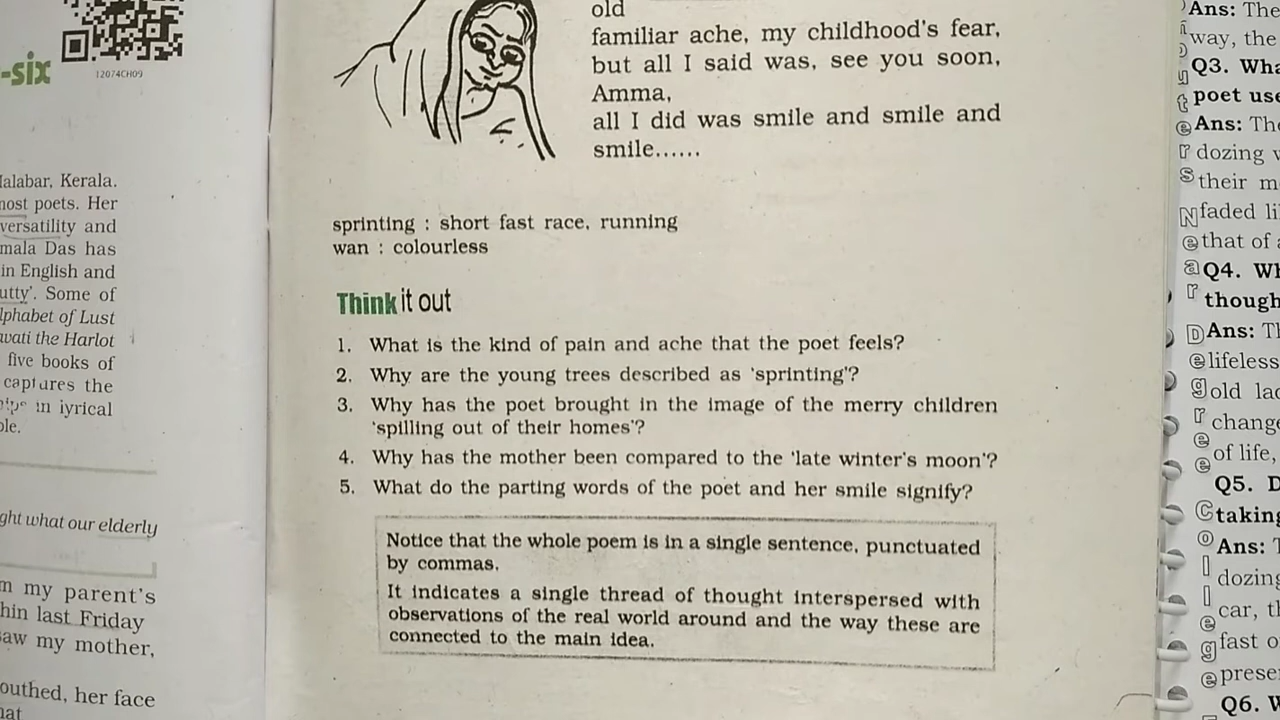 -six
12074CH09
Malabar, Kerala.
most poets. Her
versatility and
mala Das has
in English and
utty'. Some of
lphabet of Lust
wati the Harlot
five books of
captures the
in lyrical
ght what our elderly
my parent's
last Friday
saw my mother,
her face
old
familiar ache, my childhood's fear,
but all I said was, see you soon,
Amma,
all I did was smile and smile and
smile......
sprinting : short fast race, running
wan : colourless
Think it out
1. What is the kind of pain and ache that the poet feels?
2. Why are the young trees described as 'sprinting'?
3. Why has the poet brought in the image of the merry children
'spilling out of their homes'?
4. Why has the mother been compared to the 'late winter's moon'?
5. What do the parting words of the poet and her smile signify?
Notice that the whole poem is in a single sentence, punctuated
by commas.
It indicates a single thread of thought interspersed with
observations of the real world around and the way these are
connected to the main idea.
Ans: The
way, the
Q3. Wha
poet use
Ans: The
dozing w
their m
faded li
that of a
Q4. Wh
though
Ans: Th
lifeless
old lad
change
of life,
Q5. D
taking
Ans: T
dozing
car, th
fast o
prese
Q6. W
Near Degree College